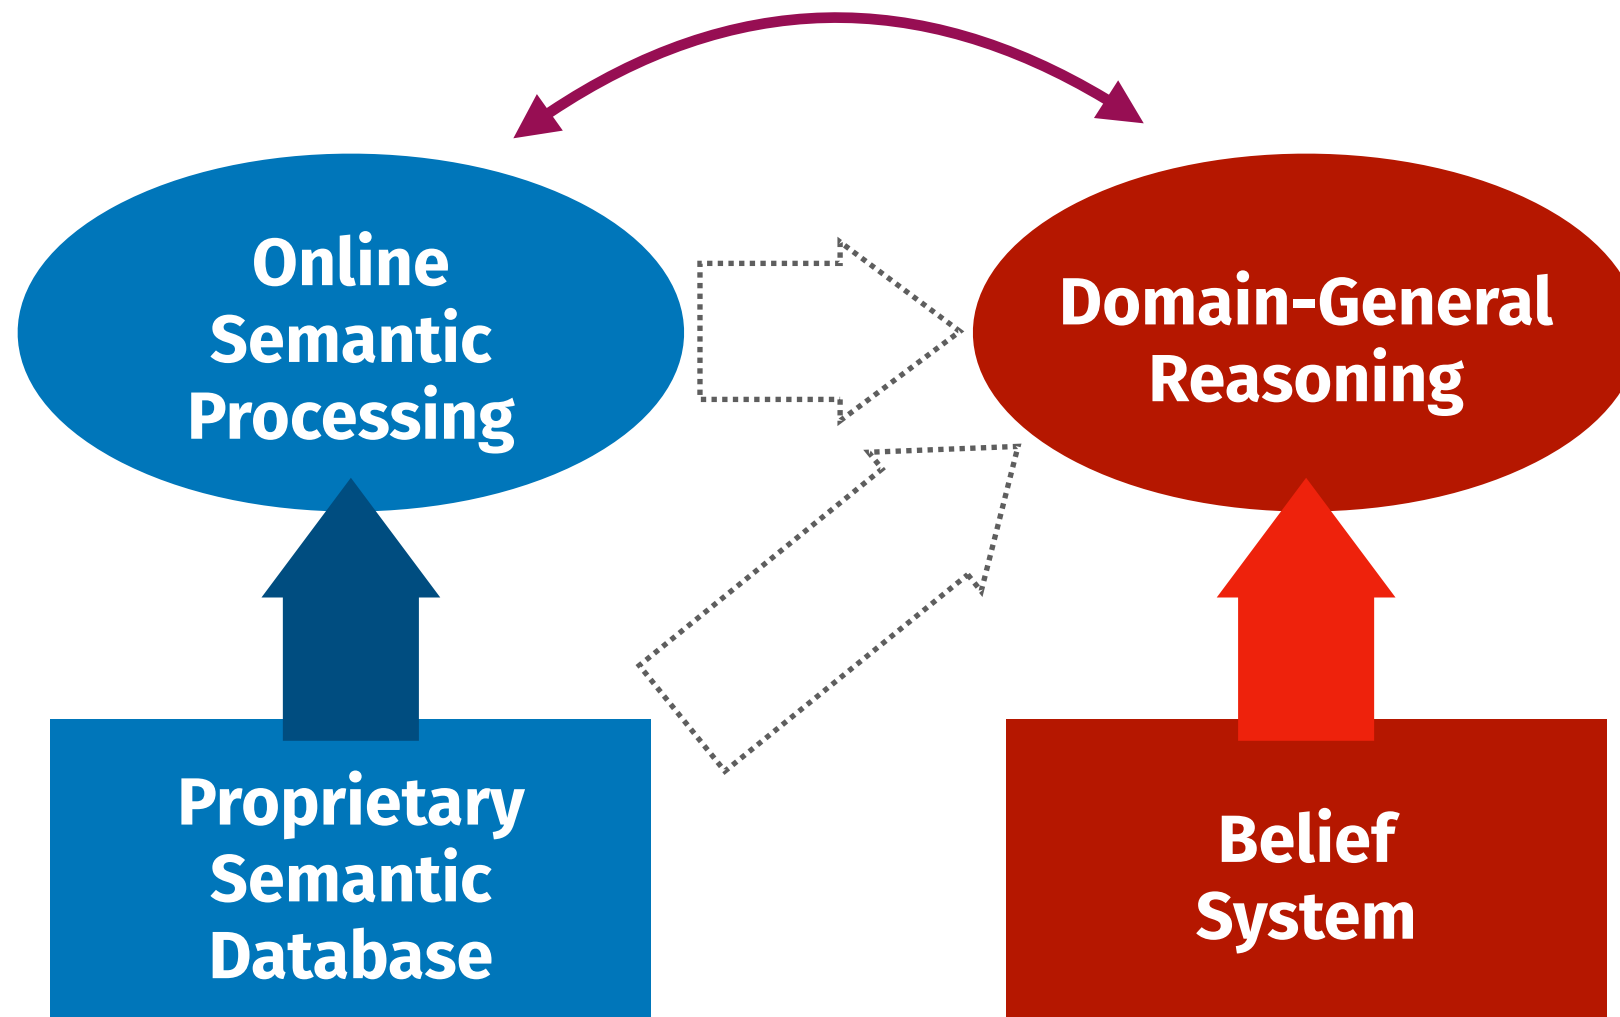 Online
Semantic
Processing
Domain-General
Reasoning
Proprietary
Semantic
Database
Belief
System